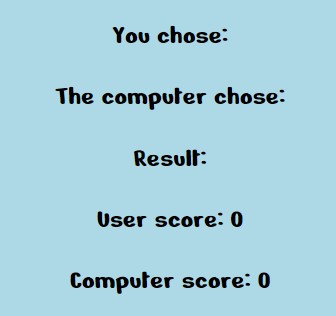 You chose:
The computer chose:
Result:
User score: 0
Computer score: 0